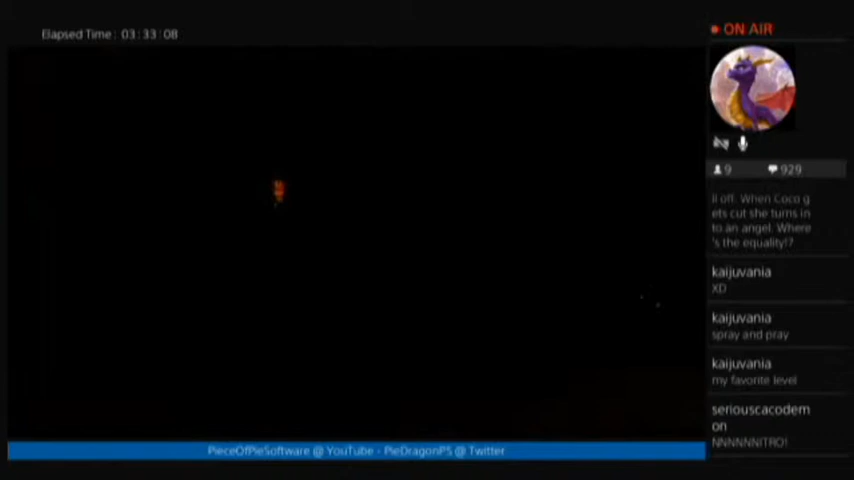 Elapsed Time : 03:33:08
ON AIR
9 929
ll off. When Coco g
ets cut she turns in
to an angel. Where
's the equality!?
kaijuvania
XD
kaijuvania
spray and pray
kaijuvania
my favorite level
seriouscacodem
on
NNNNNNITRO!
PieceOfPieSoftware @ YouTube - PieDragonPS @ Twitter